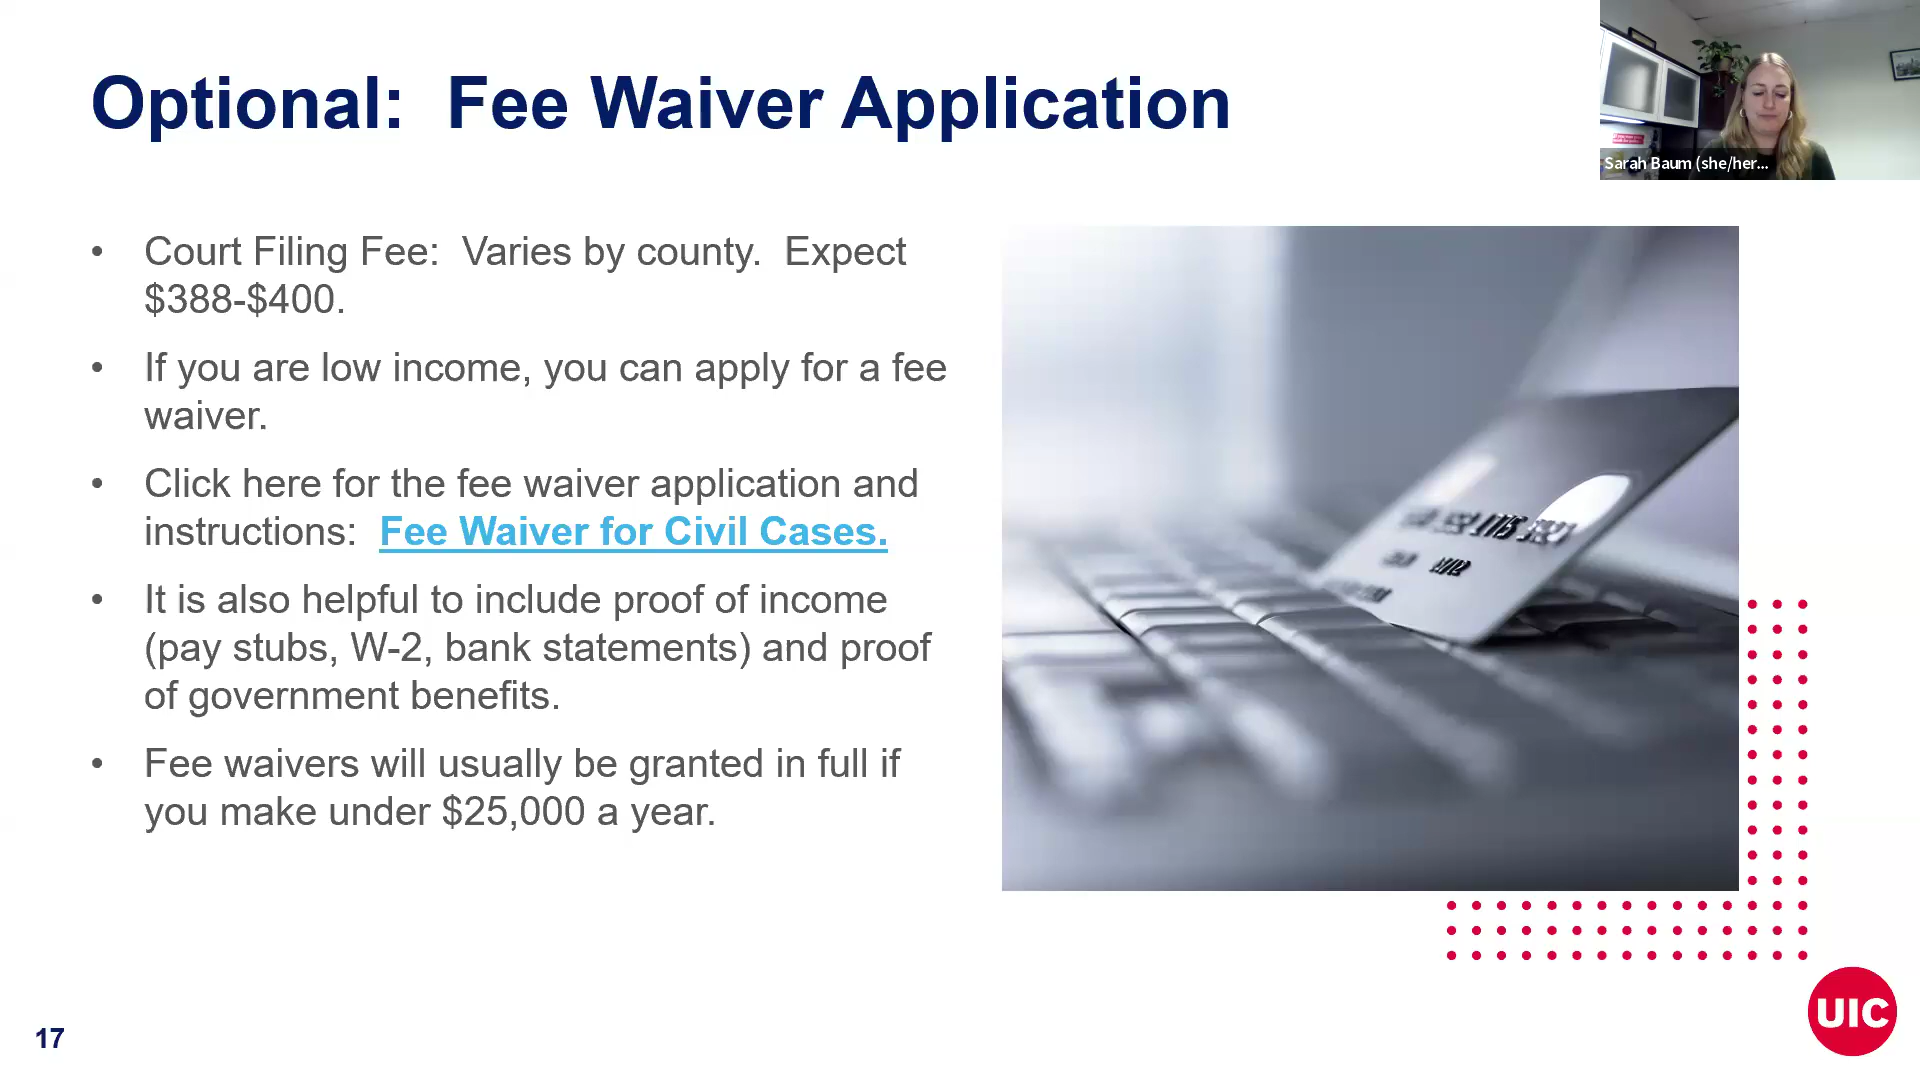 Optional:  Fee Waiver Application
Sarah Baum (she/her...
• Court Filing Fee:  Varies by county.  Expect
$388-$400.
• If you are low income, you can apply for a fee
waiver.
• Click here for the fee waiver application and
instructions:  Fee Waiver for Civil Cases.
• It is also helpful to include proof of income
(pay stubs, W-2, bank statements) and proof
of government benefits.
• Fee waivers will usually be granted in full if
you make under $25,000 a year.
17
UIC